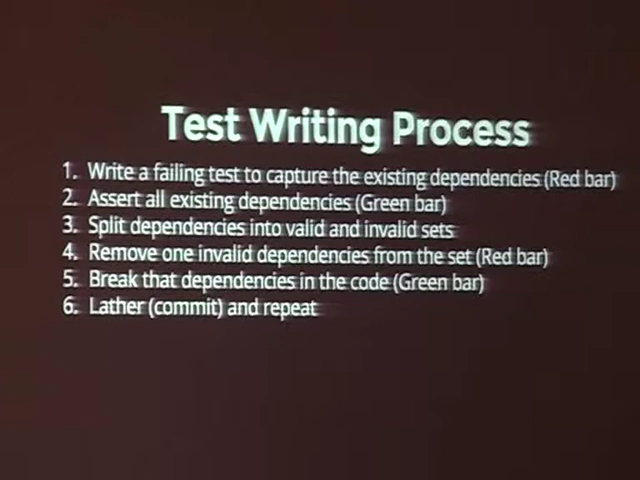 Test Writing Process
1. Write a failing test to capture the existing dependencies (Red bar)
2. Assert all existing dependencies (Green bar)
3. Split dependencies into valid and invalid sets
4. Remove one invalid dependencies from the set (Red bar)
5. Break that dependencies in the code (Green bar)
6. Lather (commit) and repeat